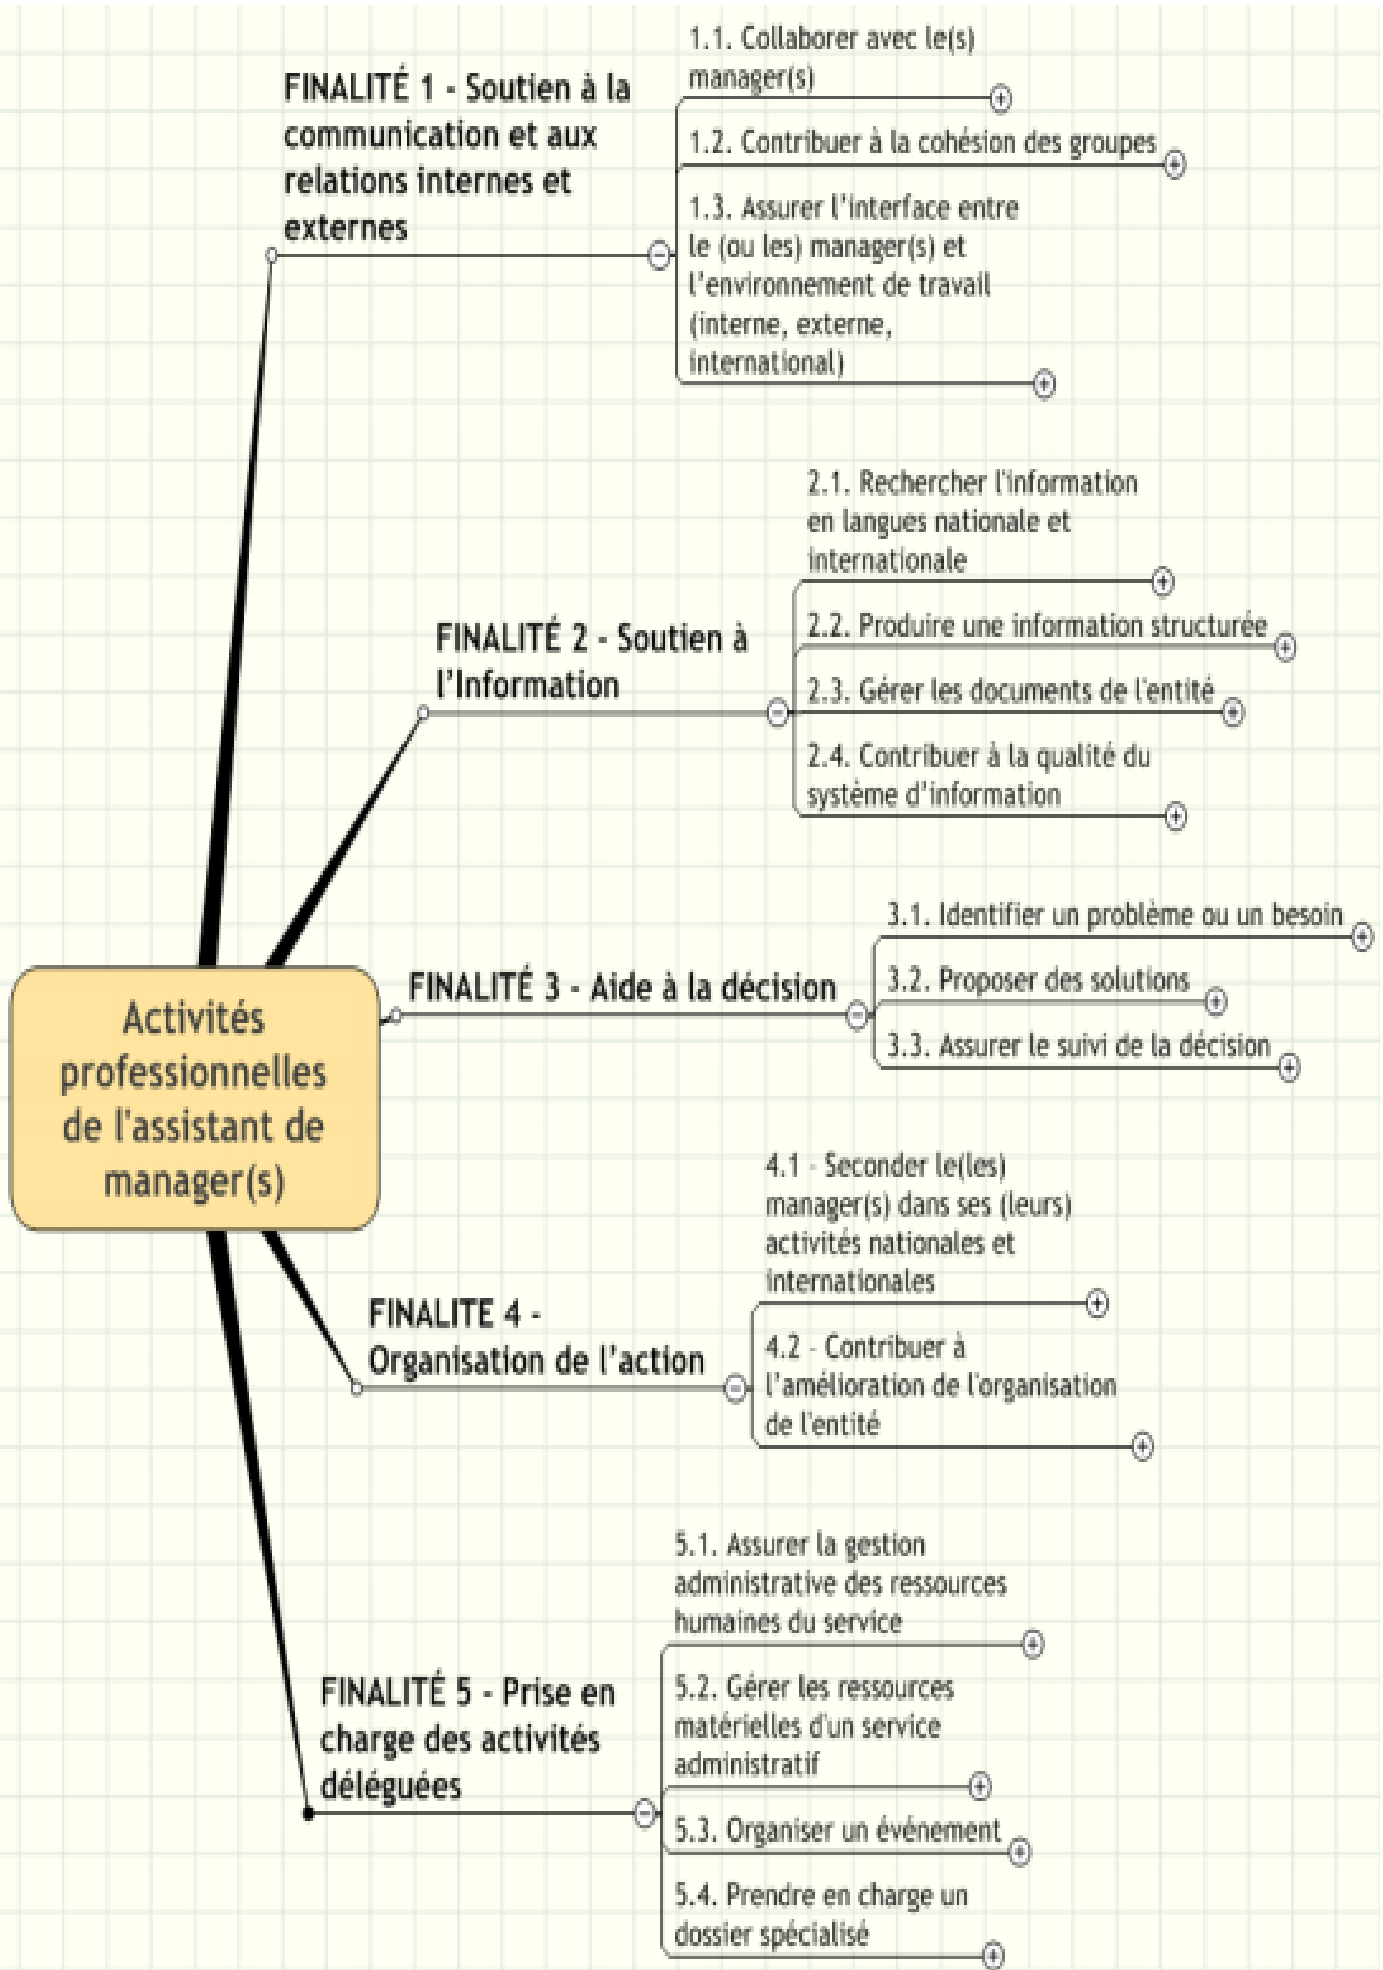 FINALITÉ 1 - Soutien à la
communication et aux
relations internes et
externes
1.1. Collaborer avec le(s)
manager(s)
1.2. Contribuer à la cohésion des groupes
1.3. Assurer l'interface entre
le (ou les) manager(s) et
l'environnement de travail
(interne, externe,
international)
FINALITÉ 2 - Soutien à
l'Information
2.1. Rechercher l'information
en langues nationale et
internationale
2.2. Produire une information structurée
2.3. Gérer les documents de l'entité
2.4. Contribuer à la qualité du
système d'information
Activités
professionnelles
de l'assistant de
manager(s)
FINALITÉ 3 - Aide à la décision
3.1. Identifier un problème ou un besoin
3.2. Proposer des solutions
3.3. Assurer le suivi de la décision
FINALITE 4 -
Organisation de l'action
4.1 - Seconder le(les)
manager(s) dans ses (leurs)
activités nationales et
internationales
4.2 - Contribuer à
l'amélioration de l'organisation
de l'entité
FINALITÉ 5 - Prise en
charge des activités
déléguées
5.1. Assurer la gestion
administrative des ressources
humaines du service
5.2. Gérer les ressources
matérielles d'un service
administratif
5.3. Organiser un événement
5.4. Prendre en charge un
dossier spécialisé